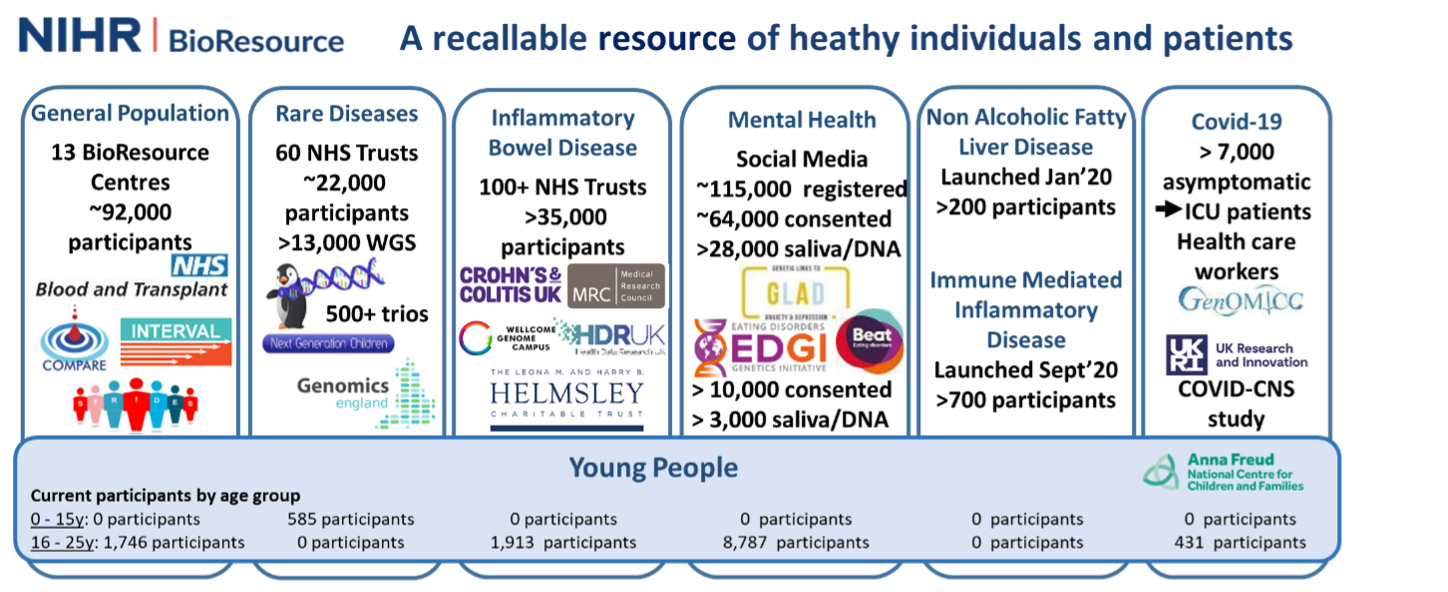 NIHR | BioResource
A recallable resource of heathy individuals and patients
General Population
13 BioResource
Centres
~92,000
participants
NHS
Blood and Transplant
COMPARE
INTERVAL
STRIDES
Rare Diseases
60 NHS Trusts
~22,000
participants
>13,000 WGS
500+ trios
Next Generation Children
Genomics
england
Inflammatory
Bowel Disease
100+ NHS Trusts
>35,000
participants
CROHN'S &
COLITIS UK
MRC
Medical
Research
Council
WELLCOME
GENOME
CAMPUS
HDRUK
Health Data Research UK
THE LEONA M. AND HARRY B.
HELMSLEY
CHARITABLE TRUST
Mental Health
Social Media
~115,000 registered
~64,000 consented
>28,000 saliva/DNA
GENETIC LINKS TO
GLAD
ANXIETY & DEPRESSION
EATING DISORDERS
EDGI
GENETICS INITIATIVE
Beat
Eating disorders
> 10,000 consented
> 3,000 saliva/DNA
Non Alcoholic Fatty
Liver Disease
Launched Jan'20
>200 participants
Immune Mediated
Inflammatory
Disease
Launched Sept'20
>700 participants
Covid-19
> 7,000
asymptomatic
➔ICU patients
Health care
workers
GenOMICC
UKRI
UK Research
and Innovation
COVID-CNS
study
Young People
Anna Freud
National Centre for
Children and Families
Current participants by age group
0 - 15y: 0 participants 585 participants 0 participants 0 participants 0 participants 0 participants
16 - 25y: 1,746 participants 0 participants 1,913 participants 8,787 participants 0 participants 431 participants